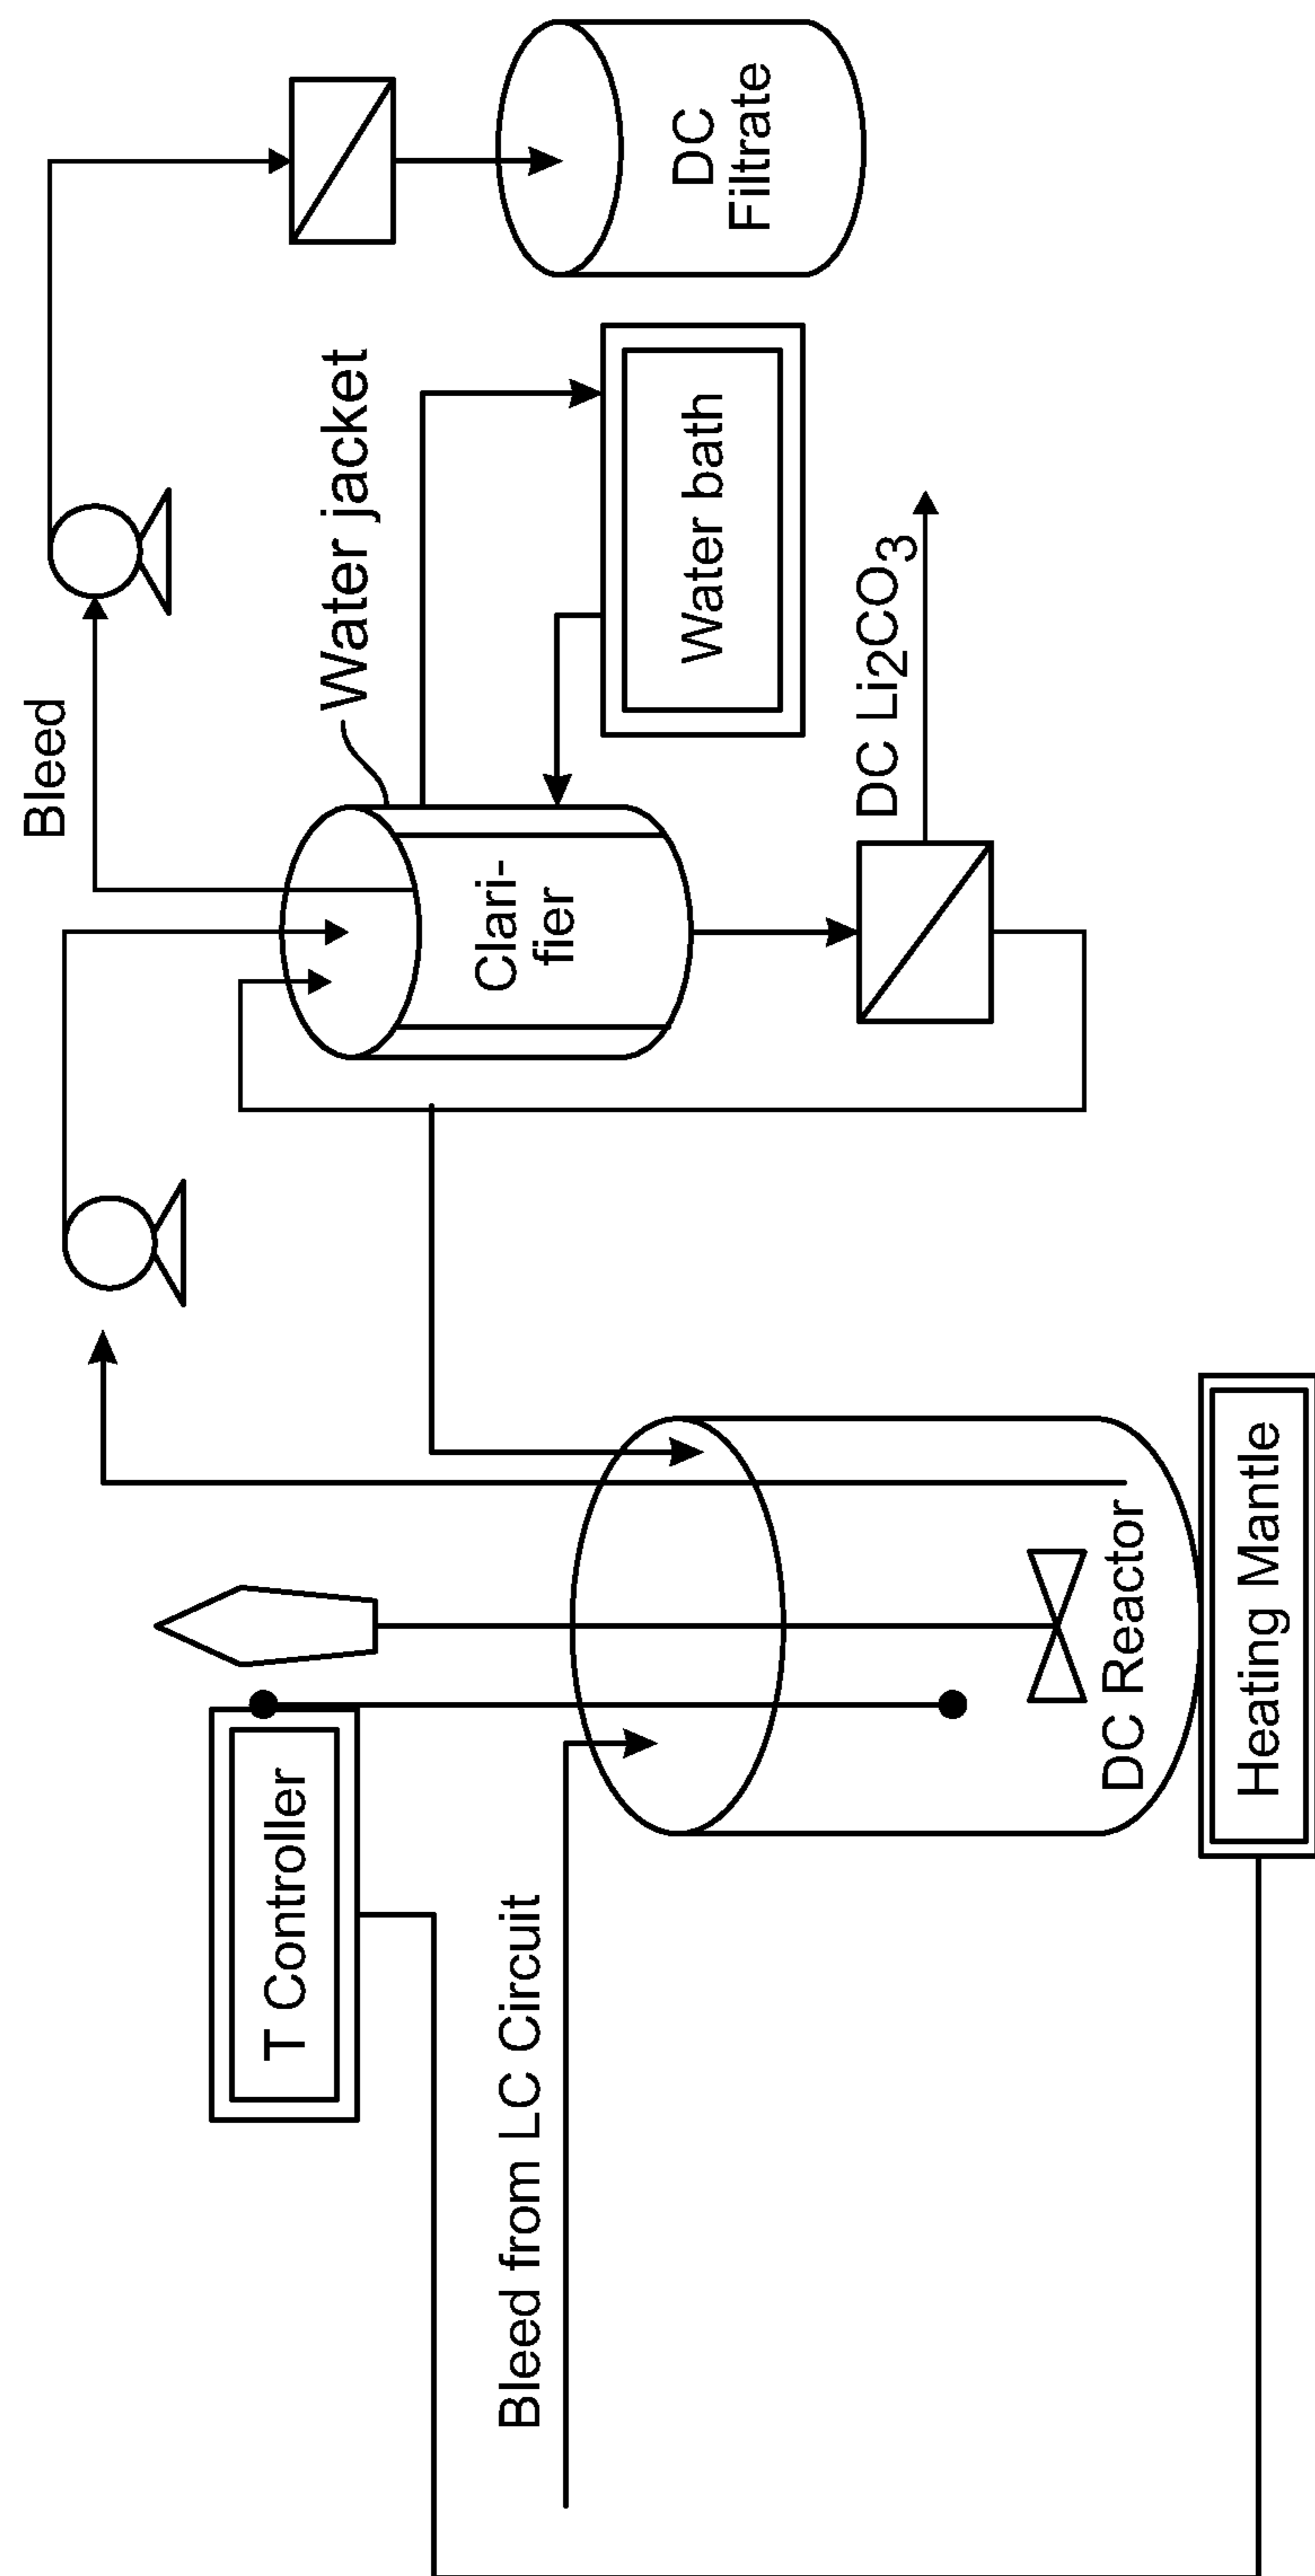 Bleed
Water jacket
DC
Filtrate
Clari-
fier
Water bath
DC Li2CO3
T Controller
Bleed from LC Circuit
DC Reactor
Heating Mantle